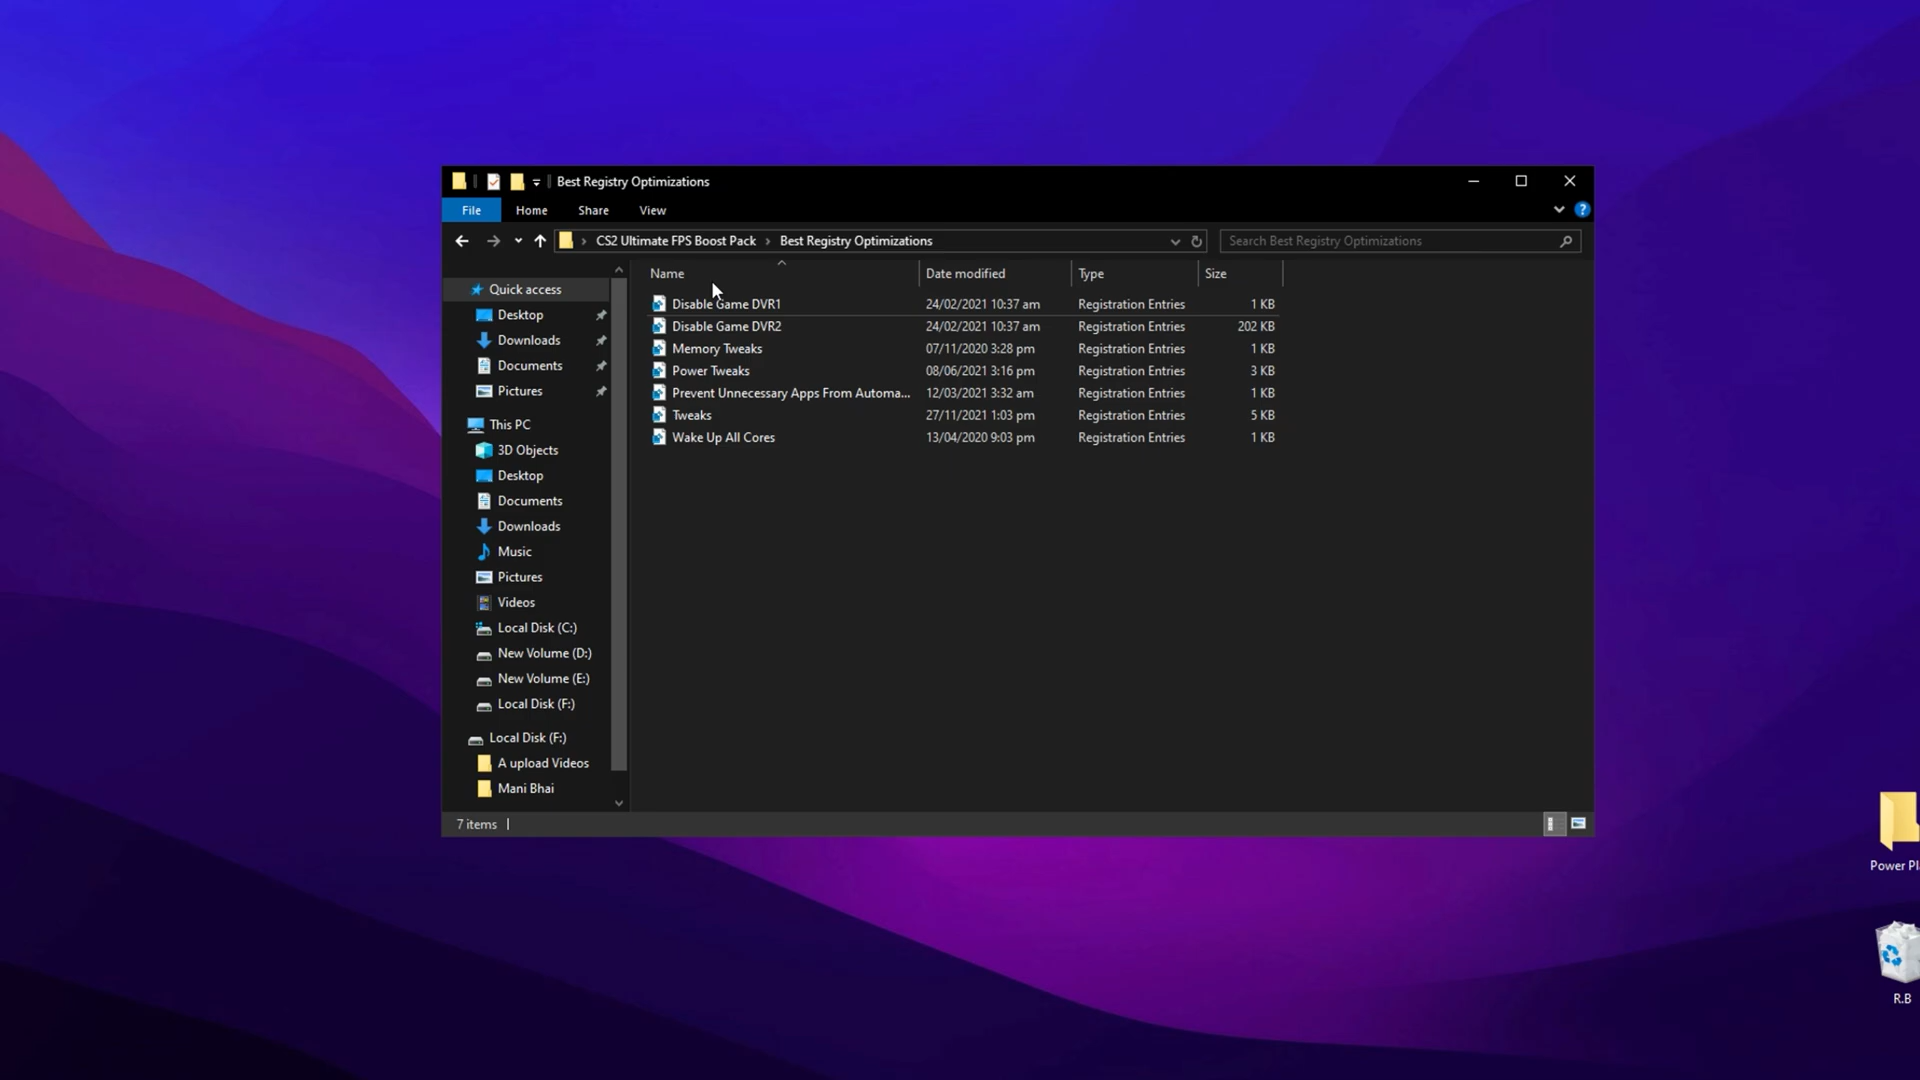 Best Registry Optimizations
File Home Share View
CS2 Ultimate FPS Boost Pack Best Registry Optimizations Search Best Registry Optimizations
Name Date modified Type Size
Disable Game DVR1 24/02/2021 10:37 am Registration Entries 1 KB
Disable Game DVR2 24/02/2021 10:37 am Registration Entries 202 KB
Memory Tweaks 07/11/2020 3:28 pm Registration Entries 1 KB
Power Tweaks 08/06/2021 3:16 pm Registration Entries 3 KB
Prevent Unnecessary Apps From Automa... 12/03/2021 3:32 am Registration Entries 1 KB
Tweaks 27/11/2021 1:03 pm Registration Entries 5 KB
Wake Up All Cores 13/04/2020 9:03 pm Registration Entries 1 KB
Quick access
Desktop
Downloads
Documents
Pictures
This PC
3D Objects
Desktop
Documents
Downloads
Music
Pictures
Videos
Local Disk (C:)
New Volume (D:)
New Volume (E:)
Local Disk (F:)
Local Disk (F:)
A upload Videos
Mani Bhai
7 items
Power Pl
R.B